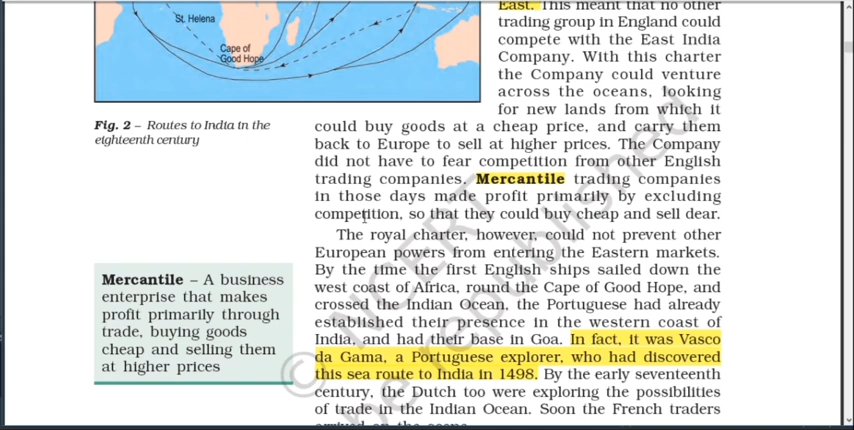 St. Helena
Cape of
Good Hope
Fig. 2 – Routes to India in the
eighteenth century
East. This meant that no other
trading group in England could
compete with the East India
Company. With this charter
the Company could venture
across the oceans, looking
for new lands from which it
could buy goods at a cheap price, and carry them
back to Europe to sell at higher prices. The Company
did not have to fear competition from other English
trading companies. Mercantile trading companies
in those days made profit primarily by excluding
competition, so that they could buy cheap and sell dear.
The royal charter, however, could not prevent other
European powers from entering the Eastern markets.
By the time the first English ships sailed down the
west coast of Africa, round the Cape of Good Hope, and
crossed the Indian Ocean, the Portuguese had already
established their presence in the western coast of
India, and had their base in Goa. In fact, it was Vasco
da Gama, a Portuguese explorer, who had discovered
this sea route to India in 1498. By the early seventeenth
century, the Dutch too were exploring the possibilities
of trade in the Indian Ocean. Soon the French traders
arrived on the scene.
Mercantile – A business
enterprise that makes
profit primarily through
trade, buying goods
cheap and selling them
at higher prices
© NCERT
be republished